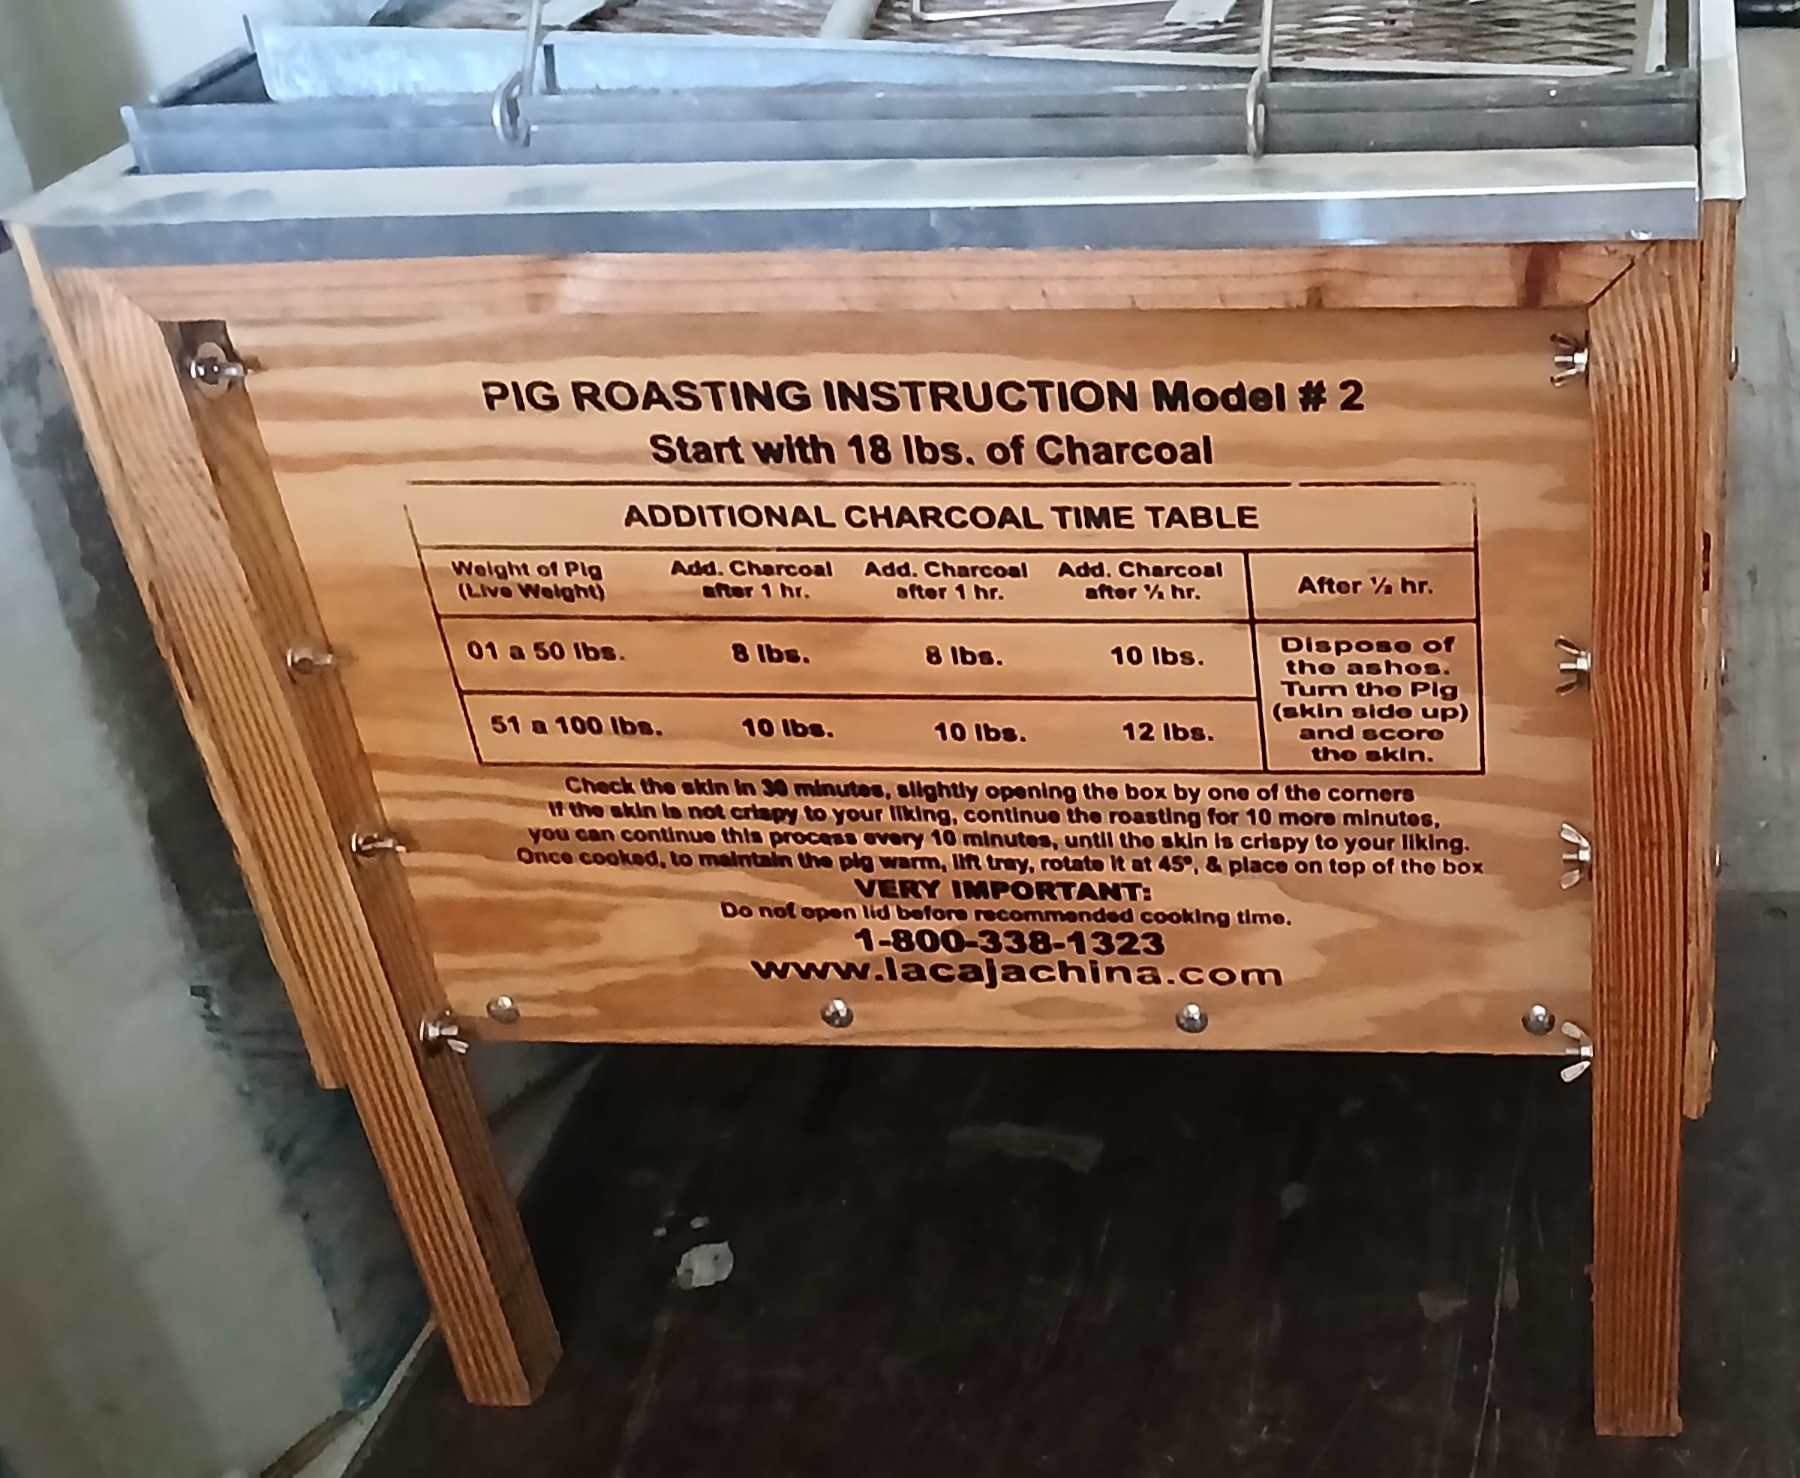 PIG ROASTING INSTRUCTION Model # 2
Start with 18 lbs. of Charcoal
ADDITIONAL CHARCOAL TIME TABLE
Weight of Pig (Live Weight)
Add. Charcoal after 1 hr.
Add. Charcoal after 1 hr.
Add. Charcoal after ½ hr.
After ½ hr.
01 a 50 lbs. 8 lbs. 8 lbs. 10 lbs.
51 a 100 lbs. 10 lbs. 10 lbs. 12 lbs.
Dispose of
the ashes.
Turn the Pig
(skin side up)
and score
the skin.
Check the skin in 30 minutes, slightly opening the box by one of the corners
If the skin is not crispy to your liking, continue the roasting for 10 more minutes,
you can continue this process every 10 minutes, until the skin is crispy to your liking.
Once cooked, to maintain the pig warm, lift tray, rotate it at 45º, & place on top of the box
VERY IMPORTANT:
Do not open lid before recommended cooking time.
1-800-338-1323
www.lacajachina.com